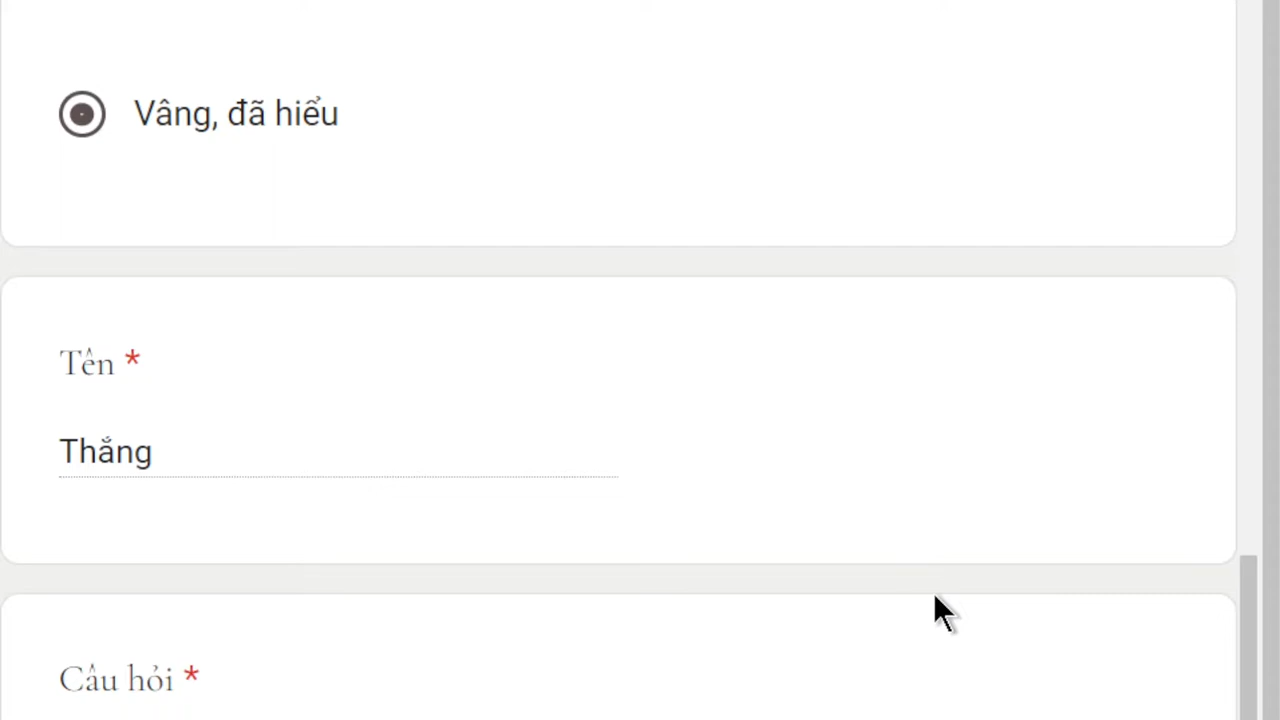 Vâng, đã hiểu
Tên *
Thắng
Câu hỏi *